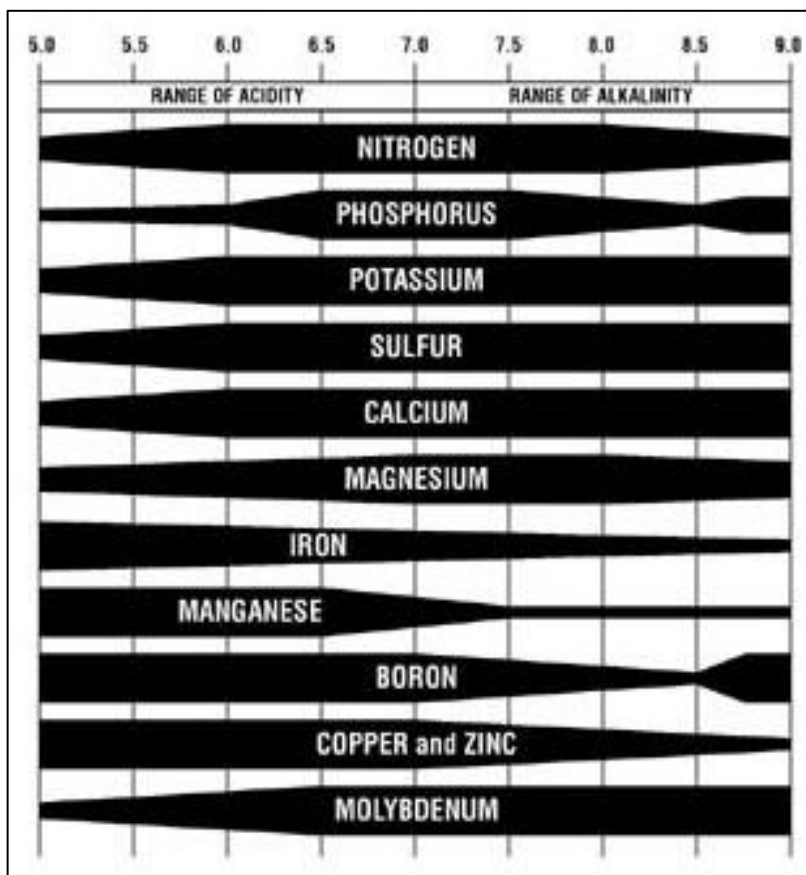 5.0 5.5 6.0 6.5 7.0 7.5 8.0 8.5 9.0
RANGE OF ACIDITY RANGE OF ALKALINITY
NITROGEN
PHOSPHORUS
POTASSIUM
SULFUR
CALCIUM
MAGNESIUM
IRON
MANGANESE
BORON
COPPER and ZINC
MOLYBDENUM